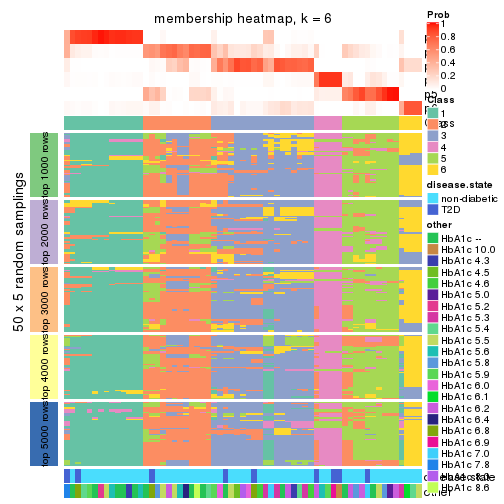 membership heatmap, k = 6
Prob
1
0.8
0.6
0.4
0.2
0
Class
1
2
3
4
5
6
disease.state
non-diabetic
T2D
other
HbA1c --
HbA1c 10.0
HbA1c 4.3
HbA1c 4.5
HbA1c 4.6
HbA1c 5.0
HbA1c 5.2
HbA1c 5.3
HbA1c 5.4
HbA1c 5.5
HbA1c 5.6
HbA1c 5.8
HbA1c 5.9
HbA1c 6.0
HbA1c 6.1
HbA1c 6.2
HbA1c 6.4
HbA1c 6.8
HbA1c 6.9
HbA1c 7.0
HbA1c 7.8
HbA1c 8.6
50 x 5 random samplings
top 1000 rows
top 2000 rows
top 3000 rows
top 4000 rows
top 5000 rows
disease.state
other